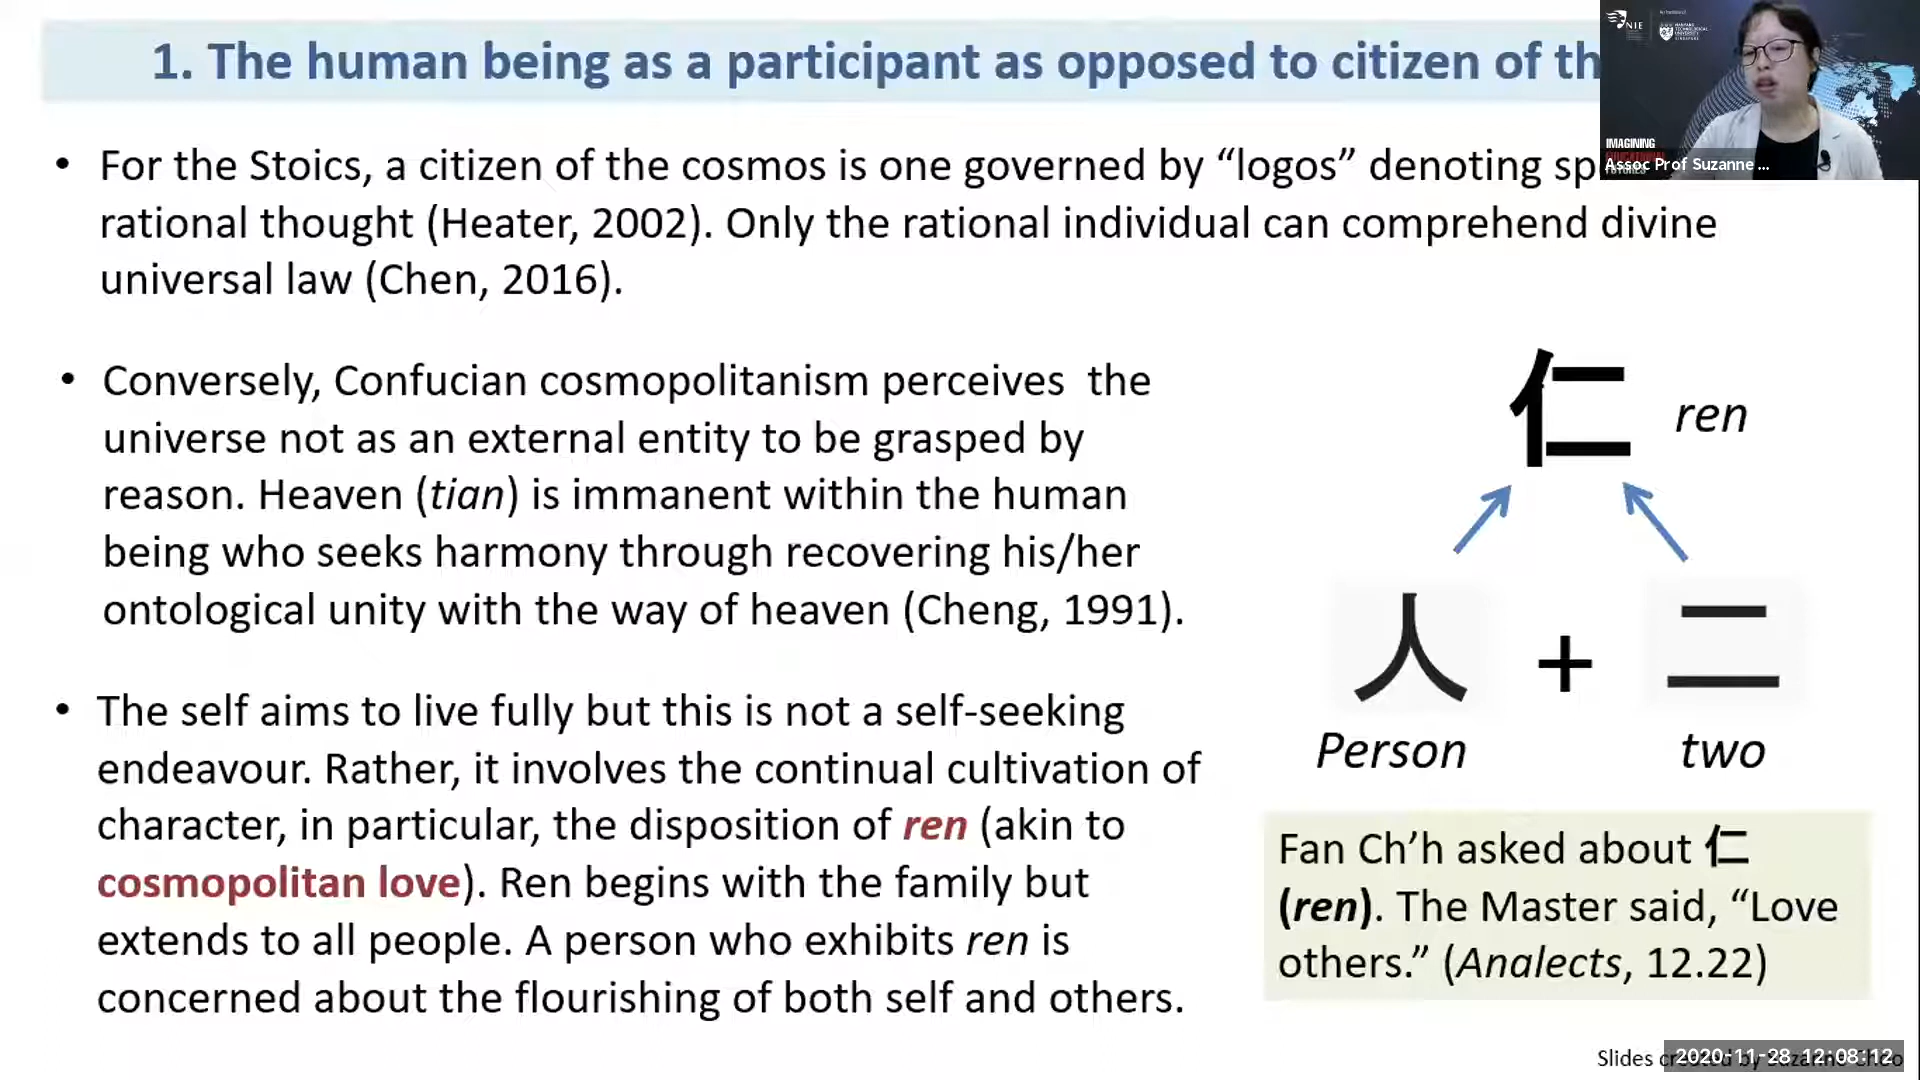 1. The human being as a participant as opposed to citizen of th
NIE
IMAGINING
FUTURES
Assoc Prof Suzanne ...
• For the Stoics, a citizen of the cosmos is one governed by “logos” denoting sp
rational thought (Heater, 2002). Only the rational individual can comprehend divine
universal law (Chen, 2016).
• Conversely, Confucian cosmopolitanism perceives the
universe not as an external entity to be grasped by
reason. Heaven (tian) is immanent within the human
being who seeks harmony through recovering his/her
ontological unity with the way of heaven (Cheng, 1991).
• The self aims to live fully but this is not a self-seeking
endeavour. Rather, it involves the continual cultivation of
character, in particular, the disposition of ren (akin to
cosmopolitan love). Ren begins with the family but
extends to all people. A person who exhibits ren is
concerned about the flourishing of both self and others.
仁 ren
人 + 二
Person two
Fan Ch’h asked about 仁
(ren). The Master said, “Love
others.” (Analects, 12.22)
Slides created by Suzanne Choo
2020-11-28 12:08:12